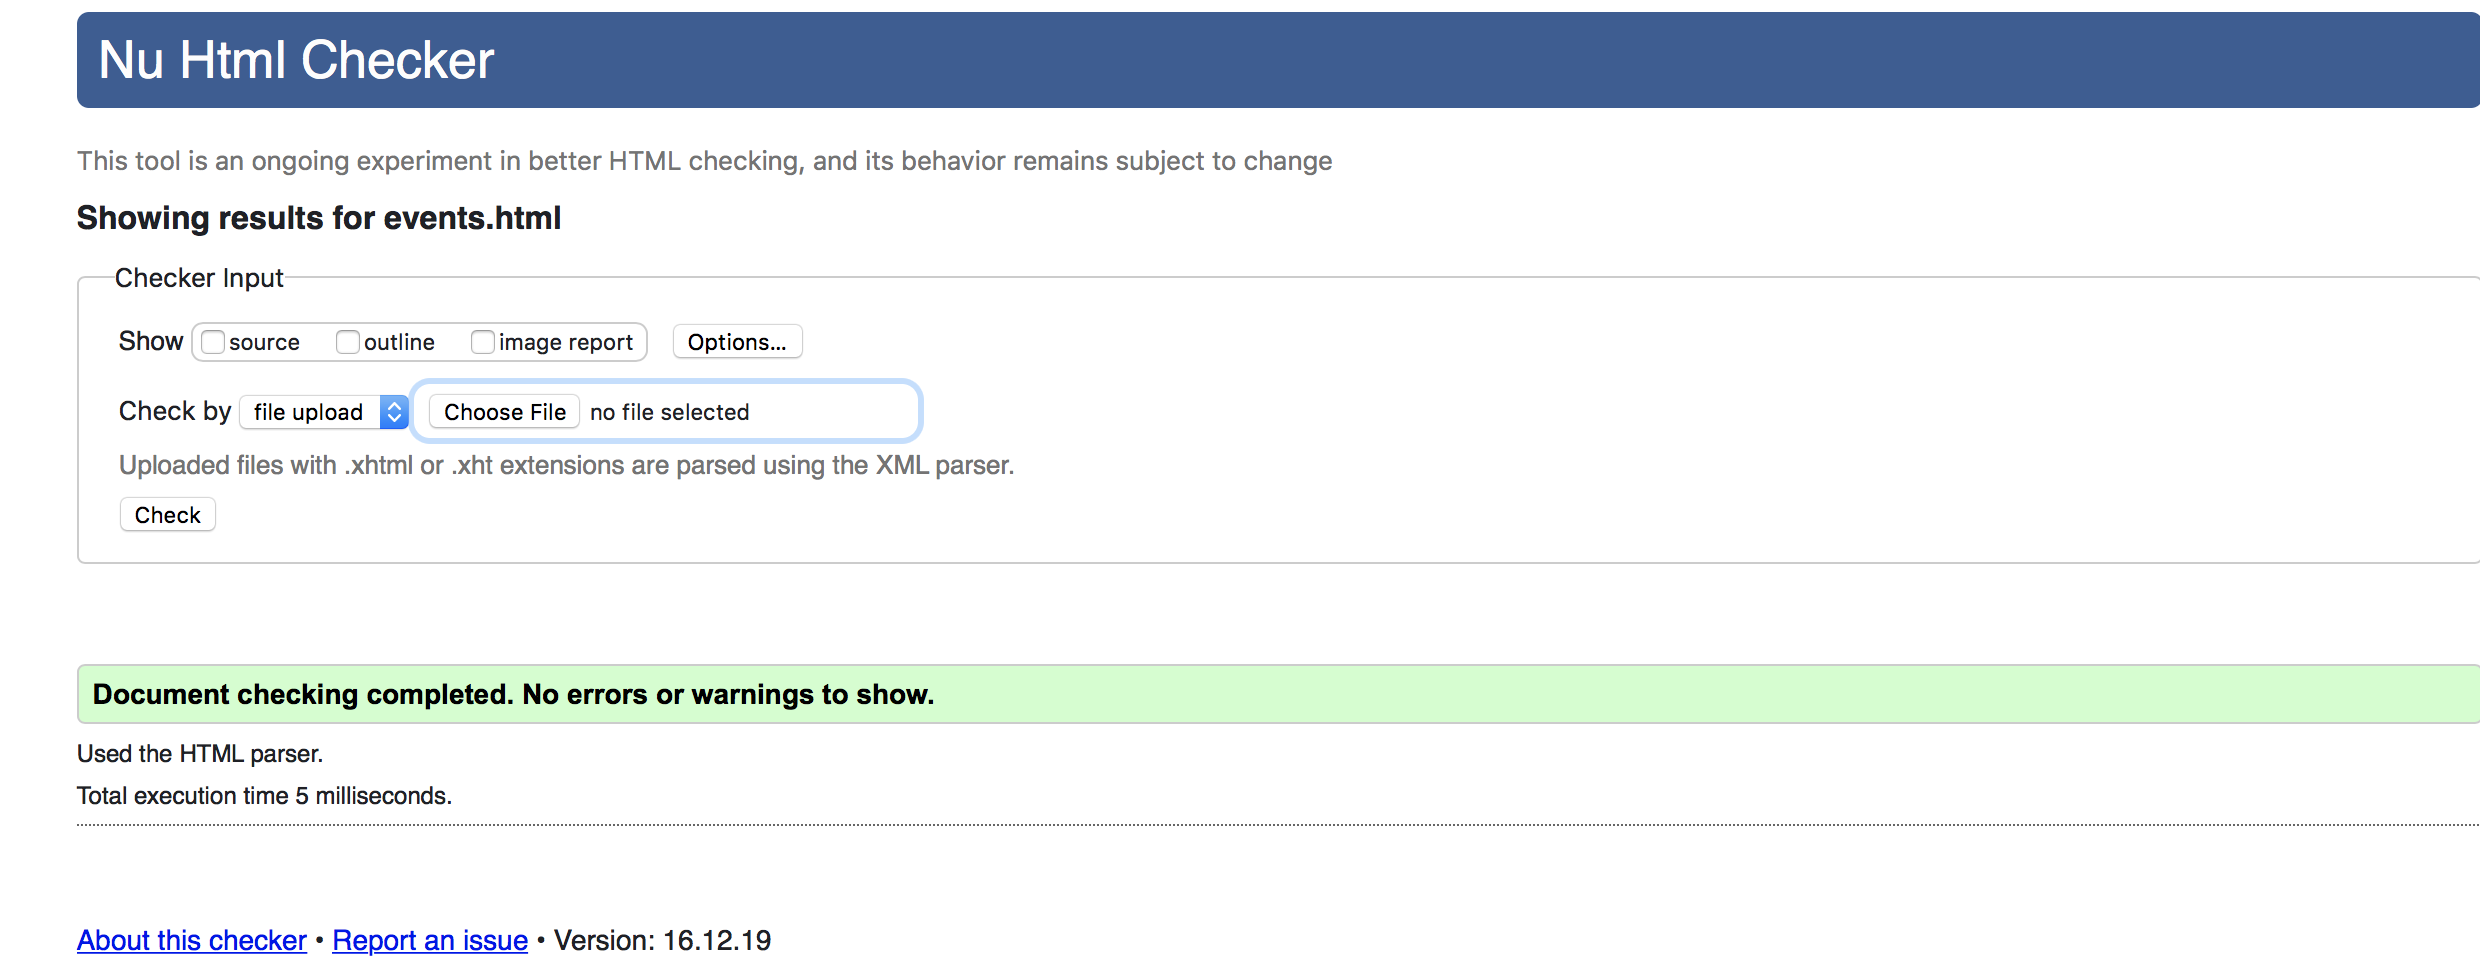 Nu Html Checker
This tool is an ongoing experiment in better HTML checking, and its behavior remains subject to change
Showing results for events.html
Checker Input
Show source outline image report Options...
Check by file upload Choose File no file selected
Uploaded files with .xhtml or .xht extensions are parsed using the XML parser.
Check
Document checking completed. No errors or warnings to show.
Used the HTML parser.
Total execution time 5 milliseconds.
About this checker • Report an issue • Version: 16.12.19